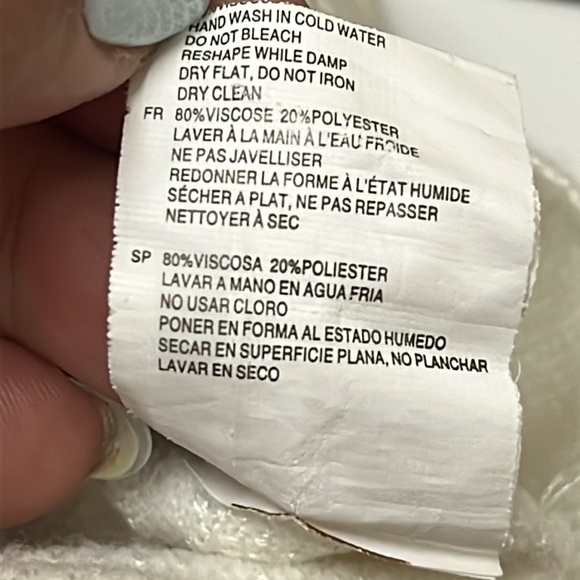 HAND WASH IN COLD WATER
DO NOT BLEACH
RESHAPE WHILE DAMP
DRY FLAT, DO NOT IRON
DRY CLEAN
FR 80%VISCOSE 20%POLYESTER
LAVER À LA MAIN À L'EAU FROIDE
NE PAS JAVELLISER
REDONNER LA FORME À L'ÉTAT HUMIDE
SÉCHER A PLAT, NE PAS REPASSER
NETTOYER À SEC
SP 80%VISCOSA 20%POLIESTER
LAVAR A MANO EN AGUA FRIA
NO USAR CLORO
PONER EN FORMA AL ESTADO HUMEDO
SECAR EN SUPERFICIE PLANA, NO PLANCHAR
LAVAR EN SECO